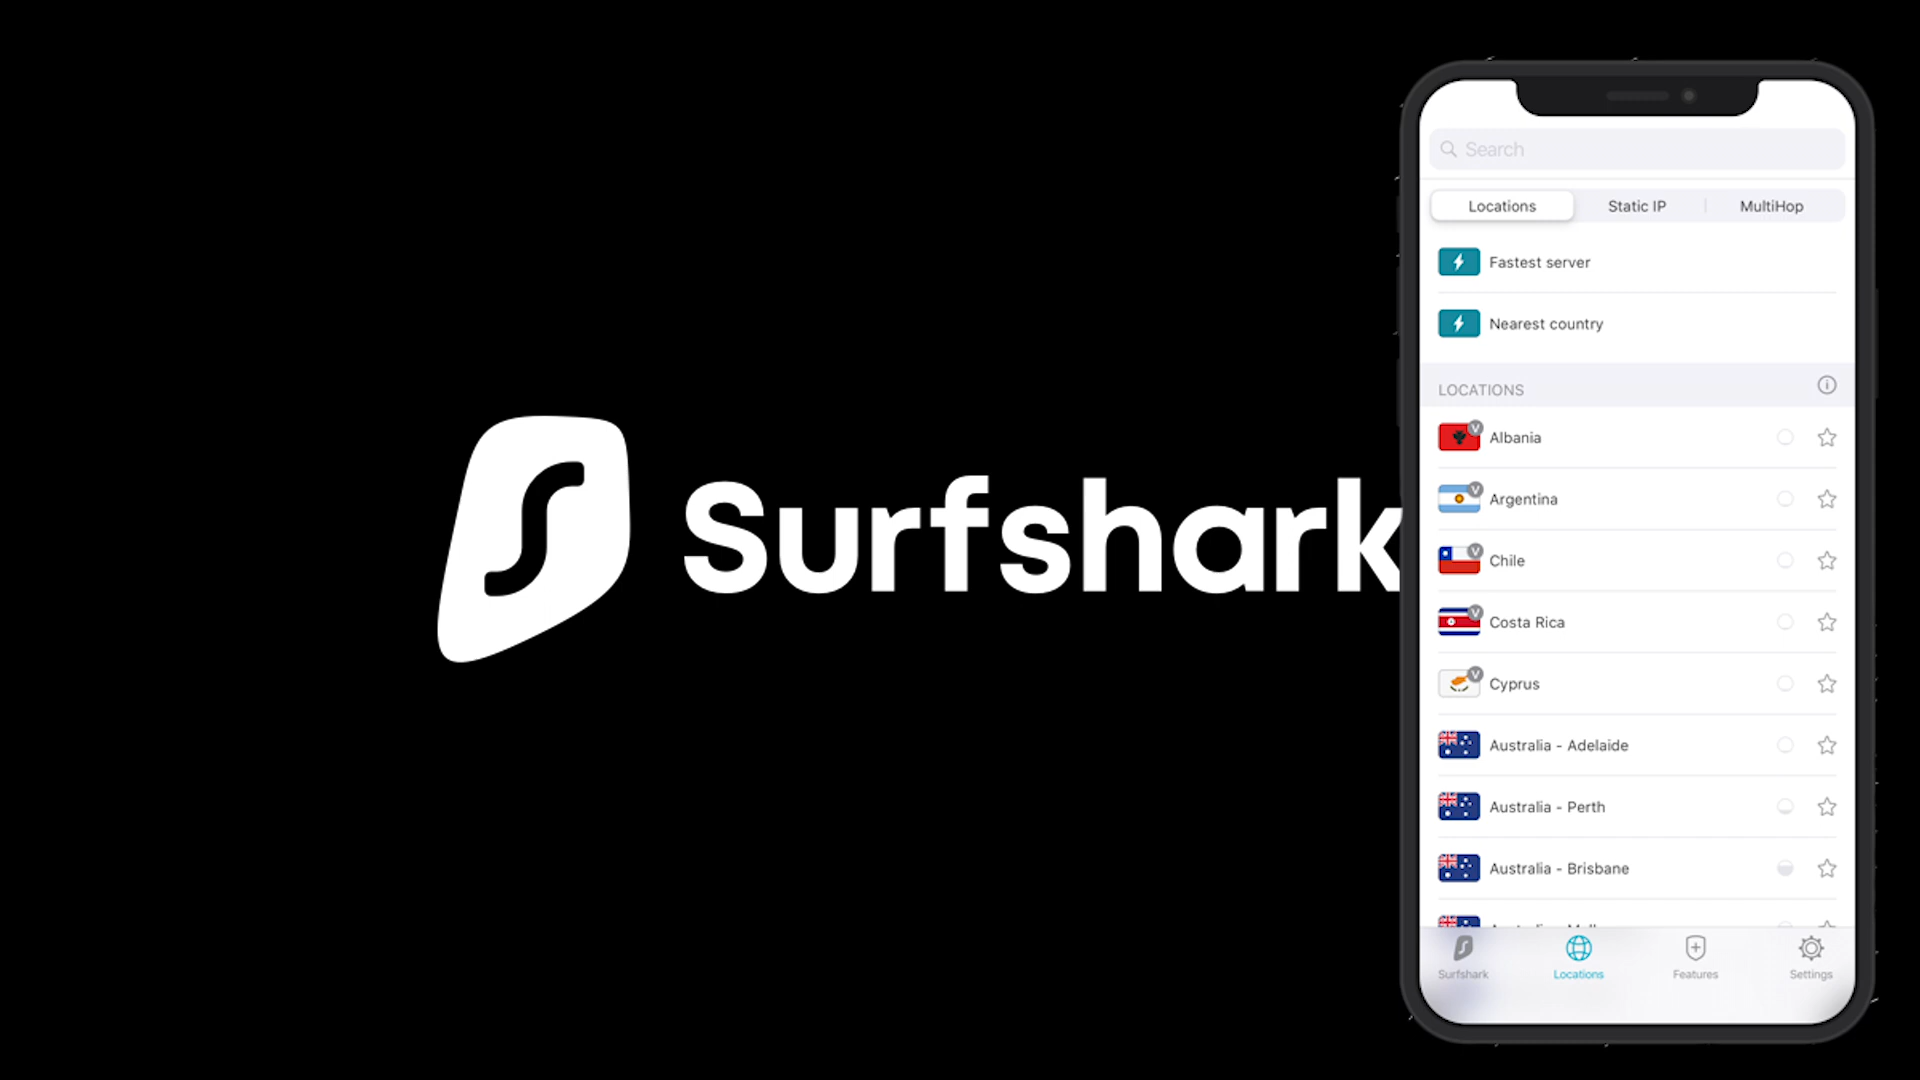 Surfshark
Search
Locations Static IP MultiHop
Fastest server
Nearest country
LOCATIONS
V Albania
V Argentina
V Chile
V Costa Rica
V Cyprus
Australia - Adelaide
Australia - Perth
Australia - Brisbane
Surfshark Locations Features Settings